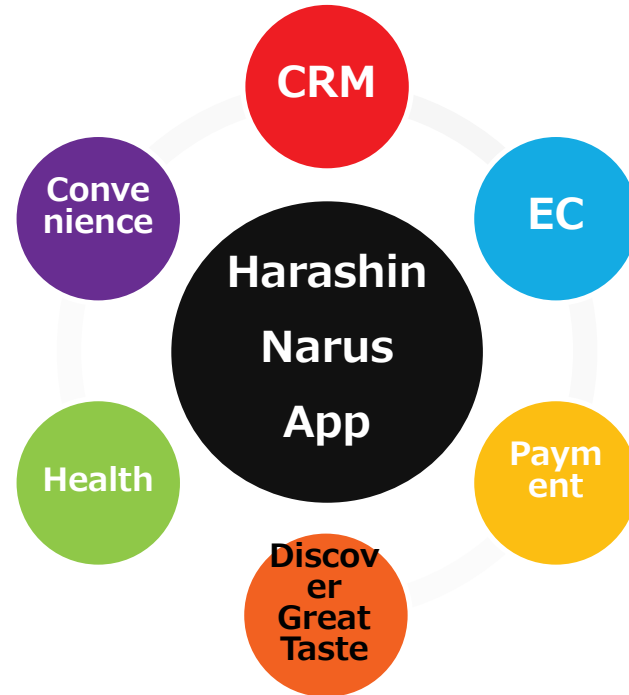 CRM
EC
Paym
ent
Discov
er
Great
Taste
Health
Conve
nience
Harashin
Narus
App